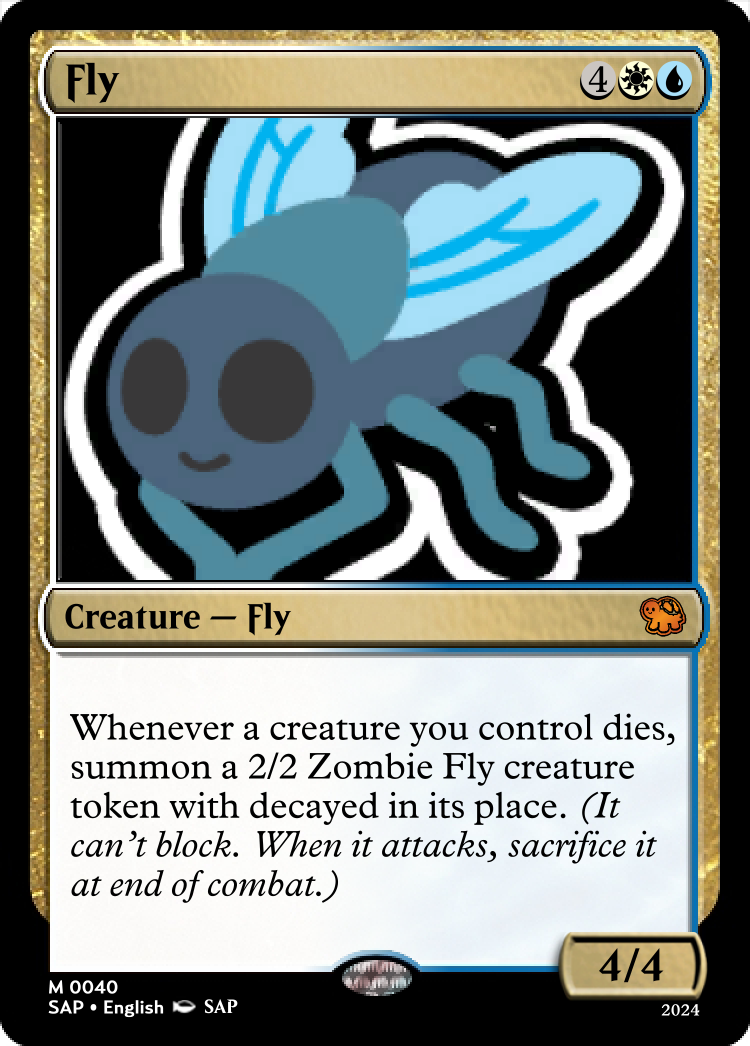 Fly 4
Creature — Fly
Whenever a creature you control dies,
summon a 2/2 Zombie Fly creature
token with decayed in its place. (It
can't block. When it attacks, sacrifice it
at end of combat.)
4/4
M 0040
SAP • English SAP
2024